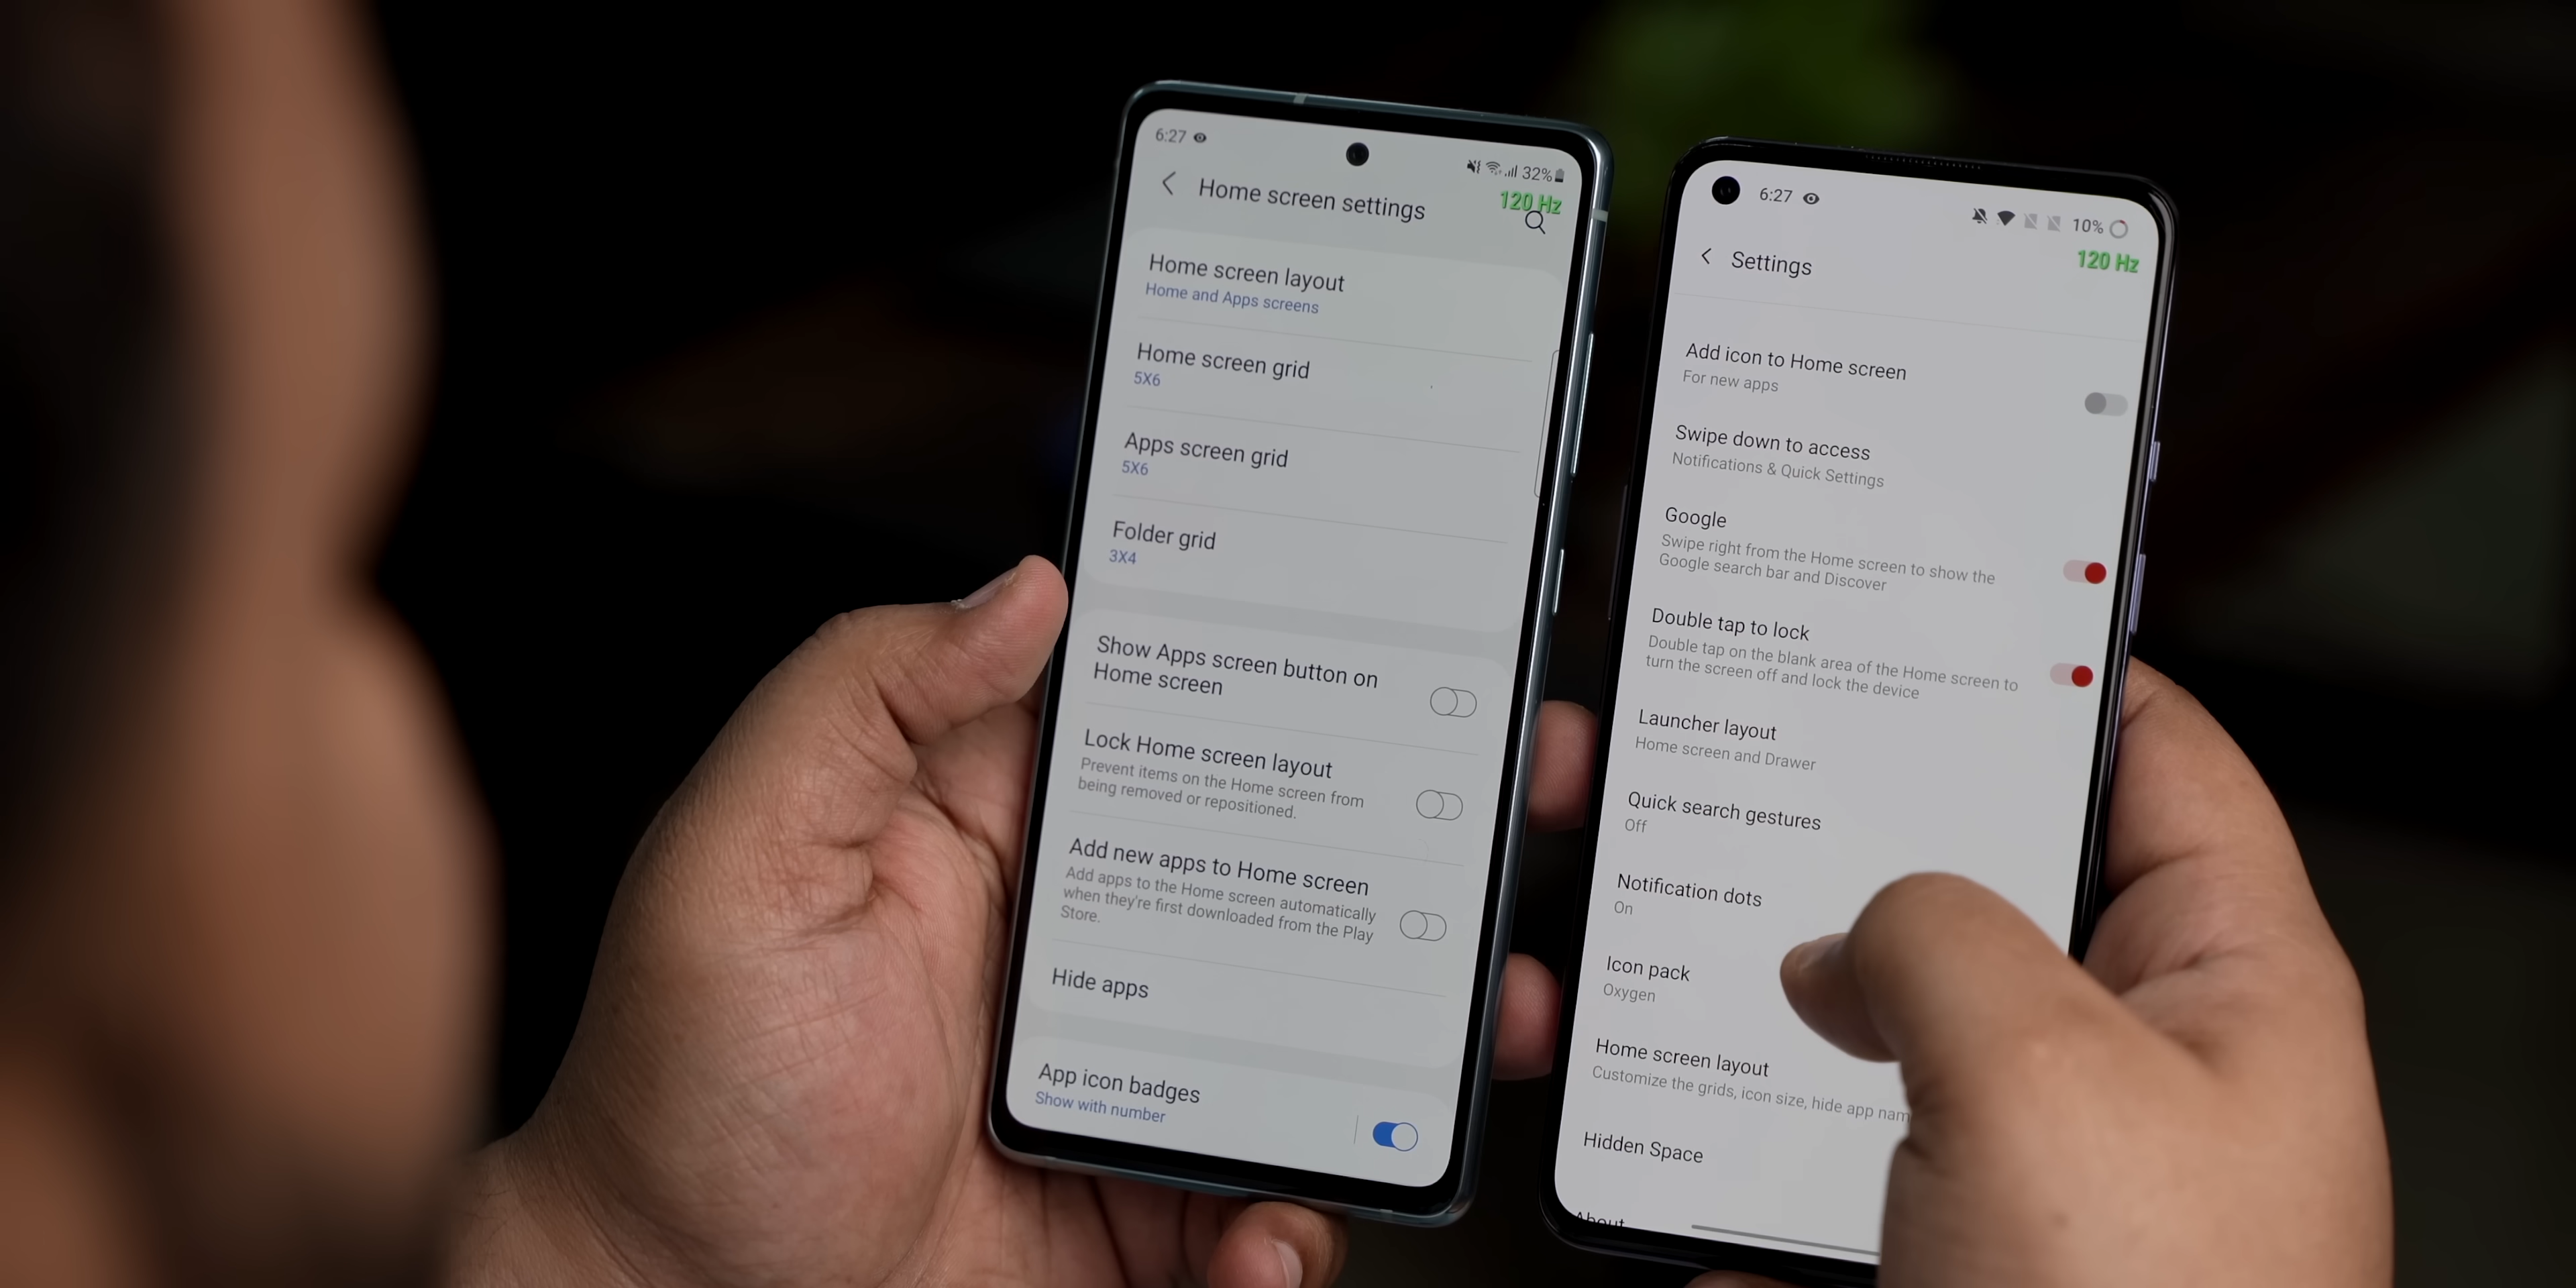 6:27
32%
120 Hz
Home screen settings
Home screen layout
Home and Apps screens
Home screen grid
5X6
Apps screen grid
5X6
Folder grid
3X4
Show Apps screen button on
Home screen
Lock Home screen layout
Prevent items on the Home screen from
being removed or repositioned.
Add new apps to Home screen
Add apps to the Home screen automatically
when they're first downloaded from the Play
Store.
Hide apps
App icon badges
Show with number
6:27
10%
120 Hz
Settings
Add icon to Home screen
For new apps
Swipe down to access
Notifications & Quick Settings
Google
Swipe right from the Home screen to show the
Google search bar and Discover
Double tap to lock
Double tap on the blank area of the Home screen to
turn the screen off and lock the device
Launcher layout
Home screen and Drawer
Quick search gestures
Off
Notification dots
On
Icon pack
Oxygen
Home screen layout
Customize the grids, icon size, hide app nam
Hidden Space
About